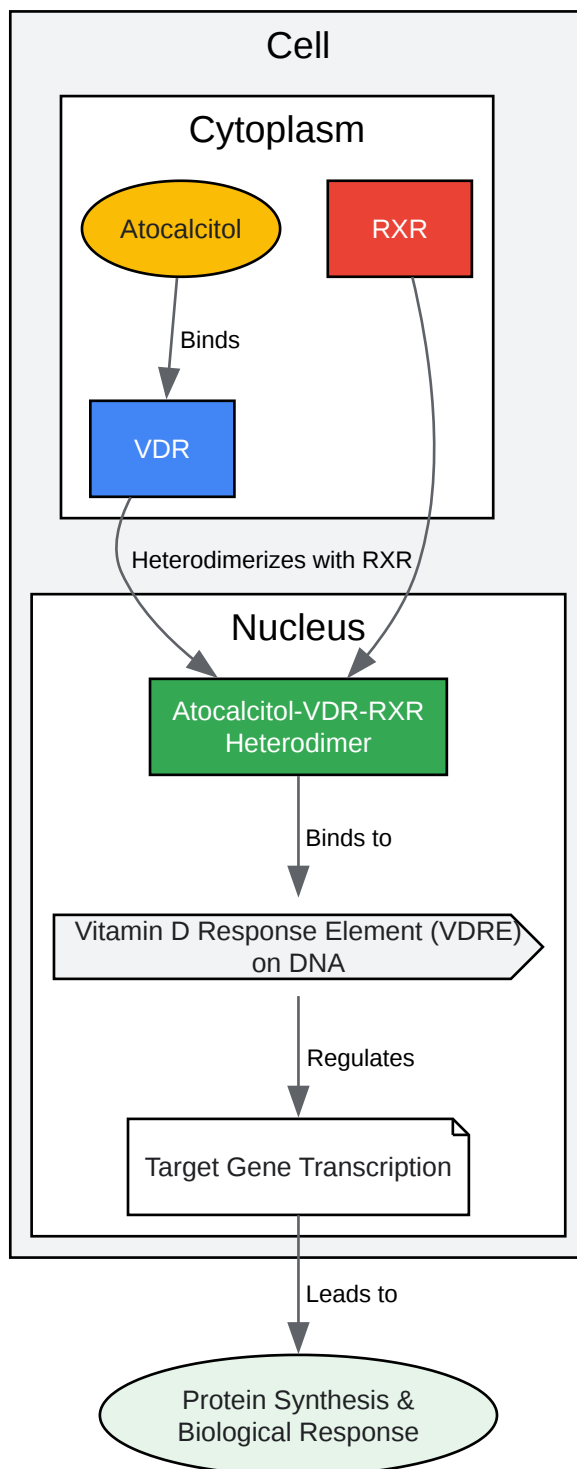 Cell
Cytoplasm
Atocalcitol
RXR
Binds
VDR
Heterodimerizes with RXR
Nucleus
Atocalcitol-VDR-RXR
Heterodimer
Binds to
Vitamin D Response Element (VDRE)
on DNA
Regulates
Target Gene Transcription
Leads to
Protein Synthesis &
Biological Response